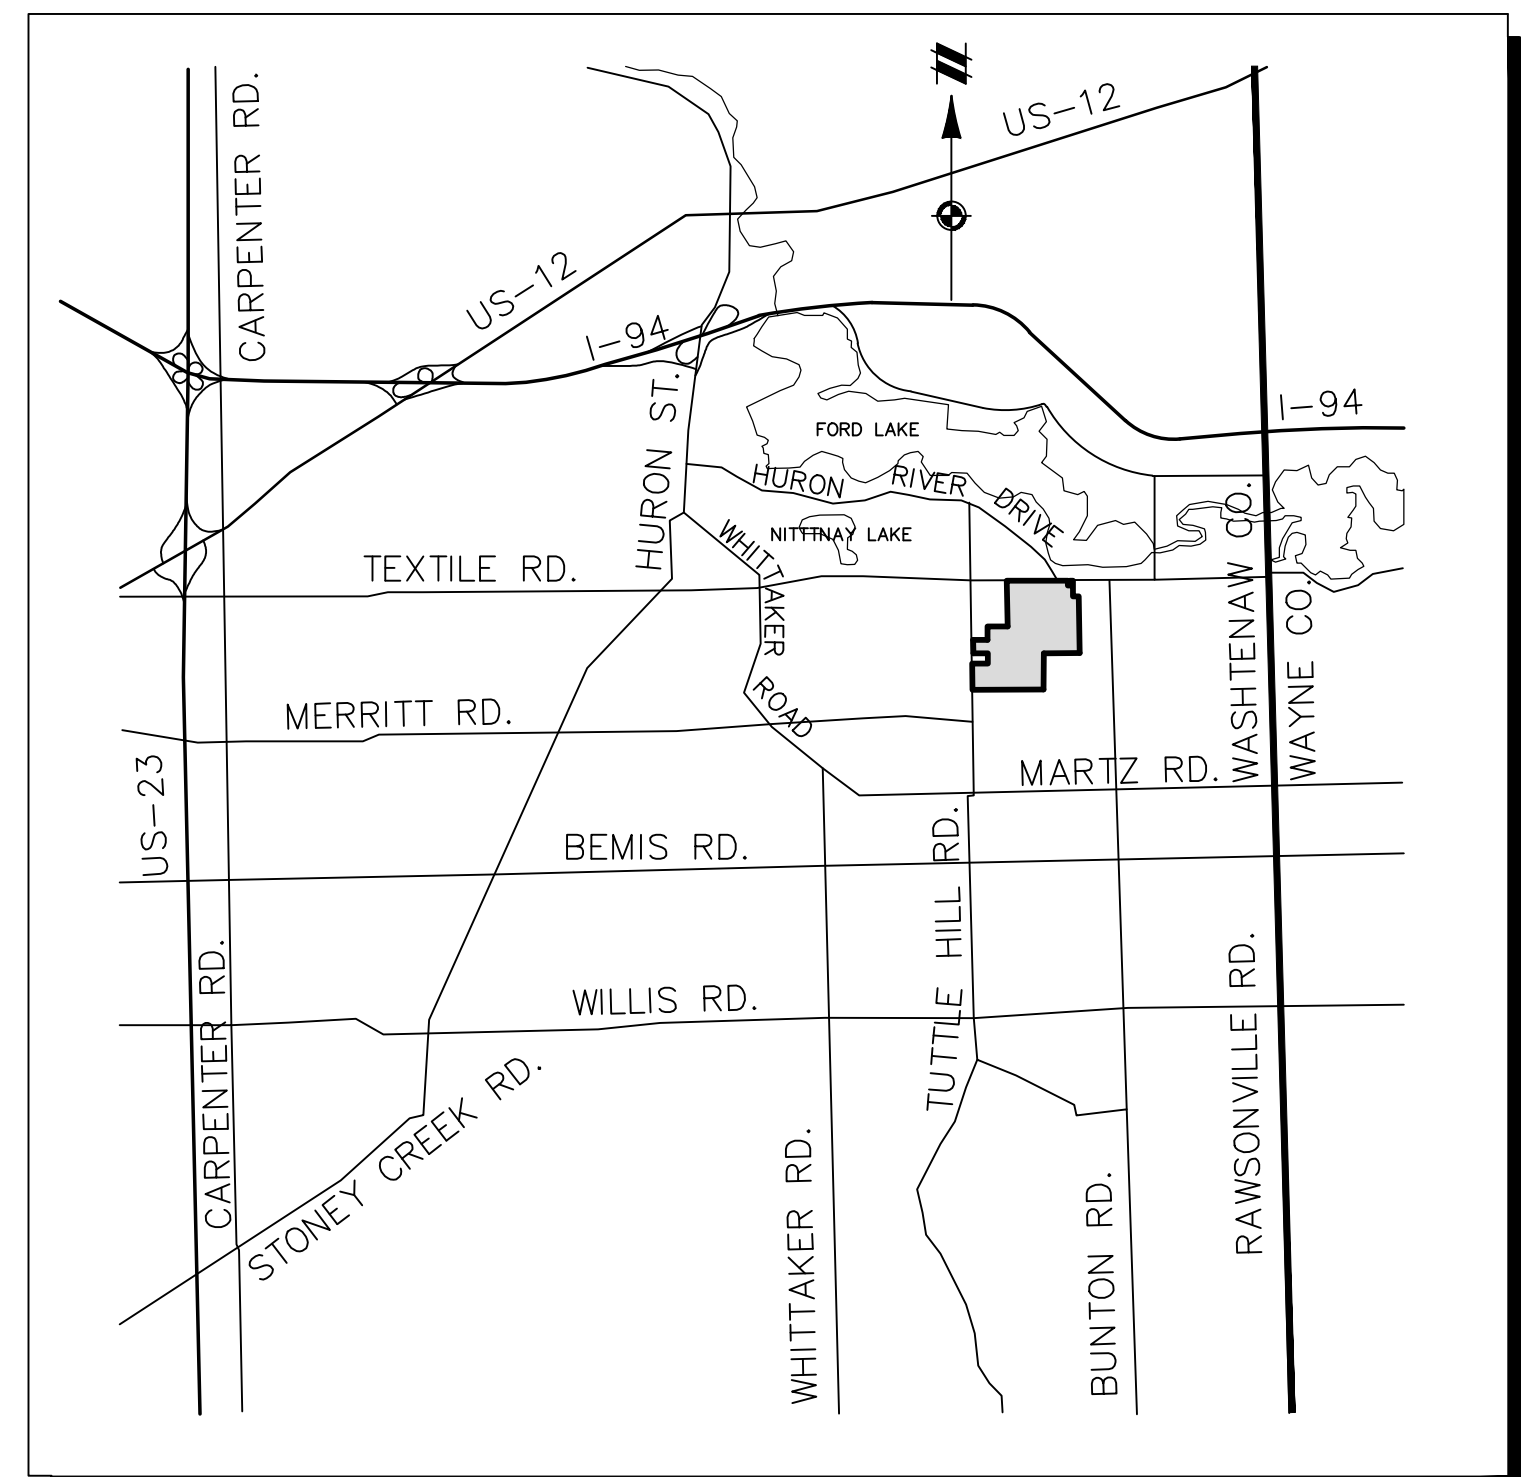 N
US-12
CARPENTER RD.
US-12
I-94
I-94
HURON ST.
FORD LAKE
HURON RIVER DRIVE
NITTTNAY LAKE
WHITTAKER ROAD
TEXTILE RD.
WASHTENAW CO.
WAYNE CO.
MERRITT RD.
US-23
MARTZ RD.
BEMIS RD.
TUTTLE HILL RD.
CARPENTER RD.
WILLIS RD.
RAWSONVILLE RD.
STONEY CREEK RD.
WHITTAKER RD.
BUNTON RD.